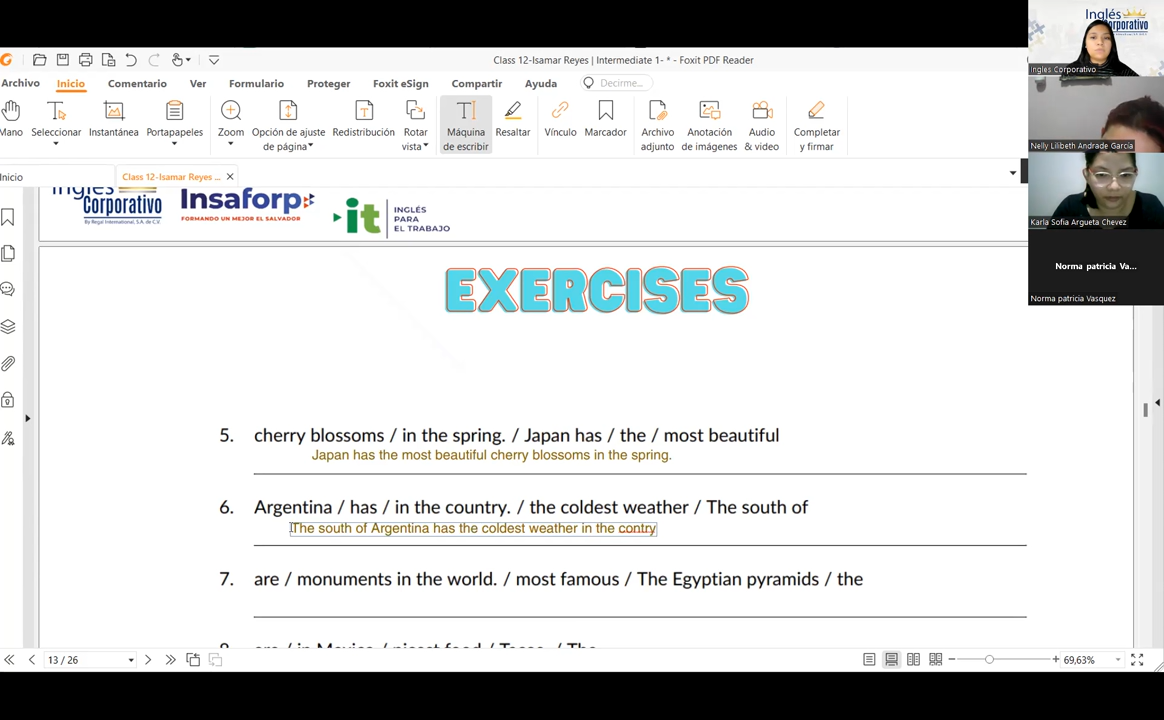 Class 12-Isamar Reyes | Intermediate 1- * - Foxit PDF Reader
Archivo Inicio Comentario Ver Formulario Proteger Foxit eSign Compartir Ayuda Decirme...
Mano Seleccionar Instantánea Portapapeles Zoom Opción de ajuste de página Redistribución Rotar vista Máquina de escribir Resaltar Vínculo Marcador Archivo adjunto Anotación de imágenes Audio & video Completar y firmar
Inicio Class 12-Isamar Reyes ...
Inglés Corporativo
By Regal International, S.A. de C.V.
Insaforp
FORMANDO UN MEJOR EL SALVADOR
it
INGLÉS
PARA
EL TRABAJO
EXERCISES
5. cherry blossoms / in the spring. / Japan has / the / most beautiful
Japan has the most beautiful cherry blossoms in the spring.
6. Argentina / has / in the country. / the coldest weather / The south of
The south of Argentina has the coldest weather in the contry
7. are / monuments in the world. / most famous / The Egyptian pyramids / the
8. are / in Mexico / nicest food / Tacos / The
13 / 26
69,63%
Inglés
Corporativo
Ingles Corporativo
Nelly Lilibeth Andrade García
Karla Sofia Argueta Chevez
Norma patricia Va...
Norma patricia Vasquez